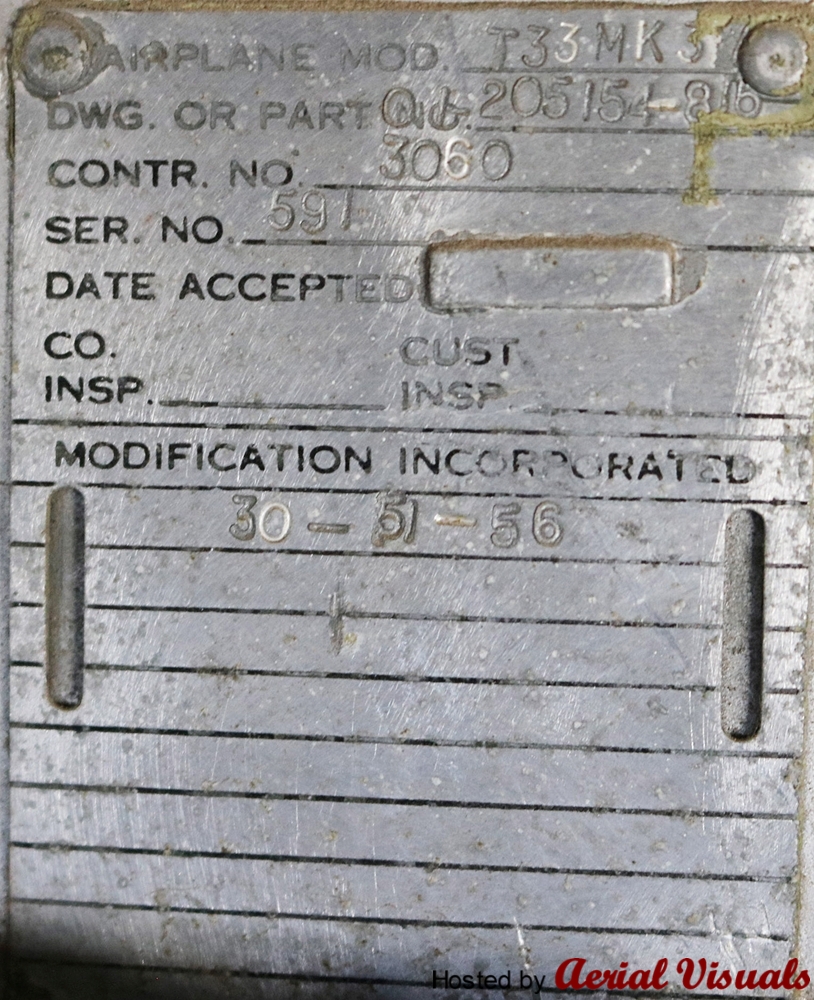 AIRPLANE MOD. T33 MK 3
DWG. OR PART NO. 205154-816
CONTR. NO. 3060
SER. NO. 591
DATE ACCEPTED
CO. CUST.
INSP. INSP.
MODIFICATION INCORPORATED
30 - 51 - 56
Hosted by Aerial Visuals